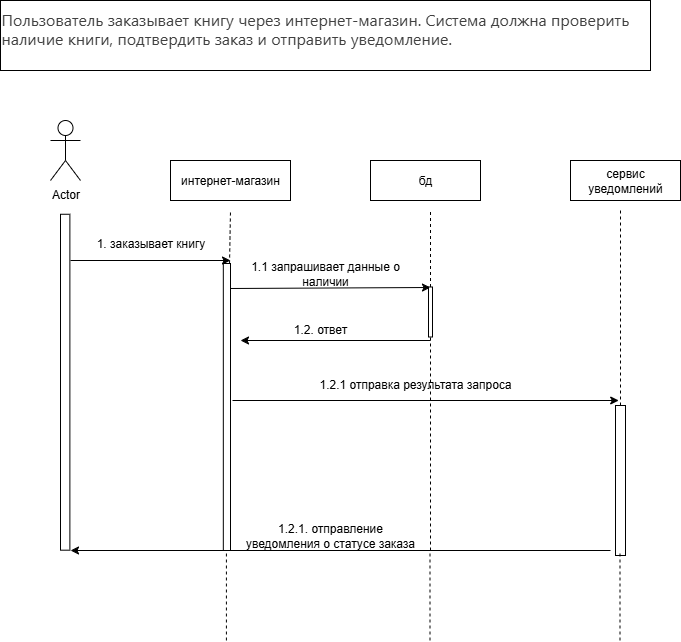 Пользователь заказывает книгу через интернет-магазин. Система должна проверить
наличие книги, подтвердить заказ и отправить уведомление.
Actor
интернет-магазин
бд
сервис
уведомлений
1. заказывает книгу
1.1 запрашивает данные о
наличии
1.2. ответ
1.2.1 отправка результата запроса
1.2.1. отправление
уведомления о статусе заказа